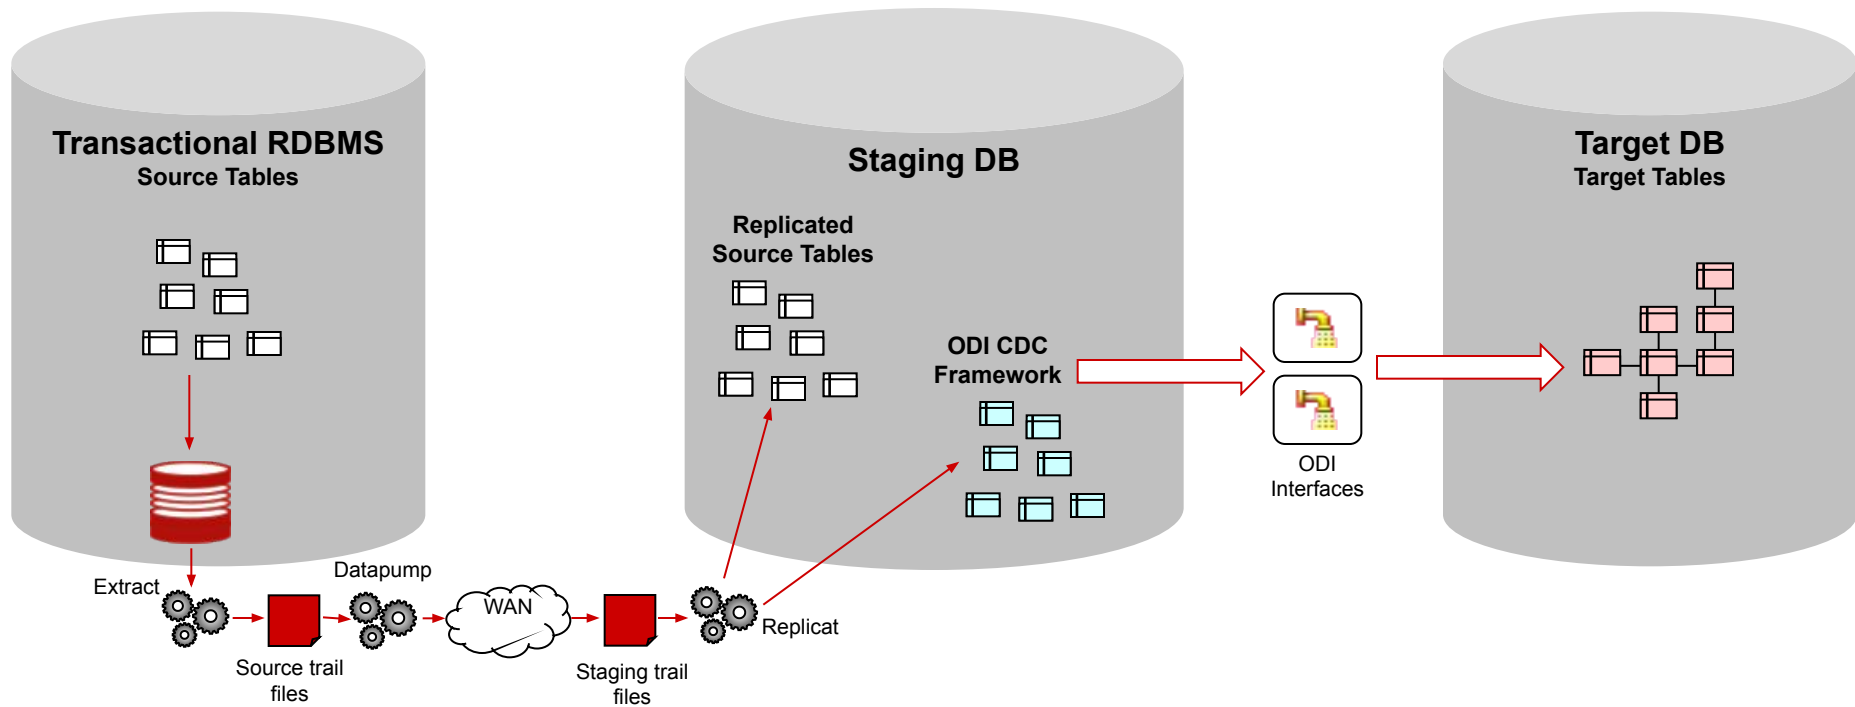 Transactional RDBMS
Source Tables
Staging DB
Target DB
Target Tables
Replicated
Source Tables
ODI CDC
Framework
ODI
Interfaces
Extract
Datapump
WAN
Replicat
Source trail
files
Staging trail
files